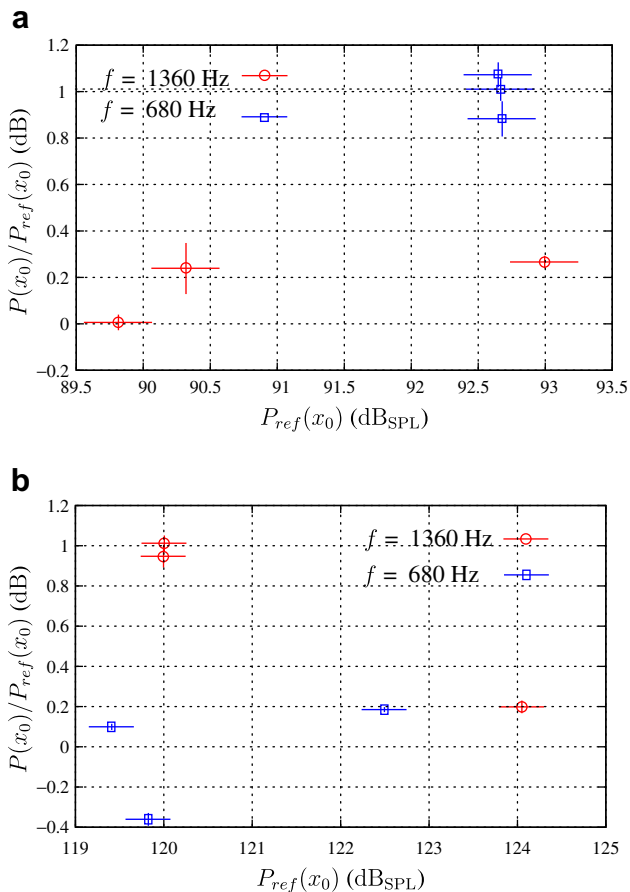 a
1.2
1
0.8
0.6
0.4
0.2
0
−0.2
P(x0)/Pref(x0) (dB)
f = 1360 Hz
f = 680 Hz
89.5 90 90.5 91 91.5 92 92.5 93 93.5
Pref(x0) (dBSPL)
b
1.2
1
0.8
0.6
0.4
0.2
0
−0.2
−0.4
P(x0)/Pref(x0) (dB)
f = 1360 Hz
f = 680 Hz
119 120 121 122 123 124 125
Pref(x0) (dBSPL)